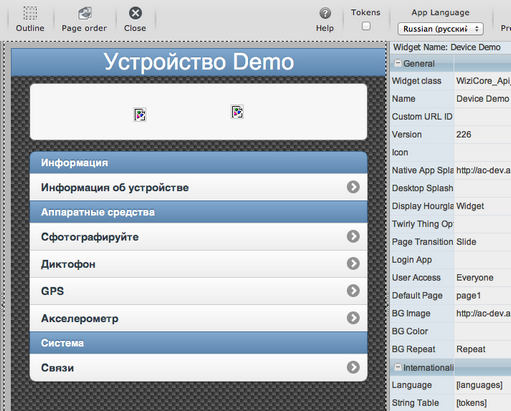 Outline
Page order
Close
Help
Tokens
App Language
Russian (русский
Устройство Demo
Информация
Информация об устройстве
Аппаратные средства
Сфотографируйте
Диктофон
GPS
Акселерометр
Система
Связи
Widget Name: Device Demo
General
Widget class WiziCore_Api_
Name Device Demo
Custom URL ID
Version 226
Icon
Native App Spla http://ac-dev.a
Desktop Splash
Display Hourgla Widget
Twirly Thing Opt
Page Transition Slide
Login App
User Access Everyone
Default Page page1
BG Image http://ac-dev.a
BG Color
BG Repeat Repeat
Internationali
Language [languages]
String Table [tokens]